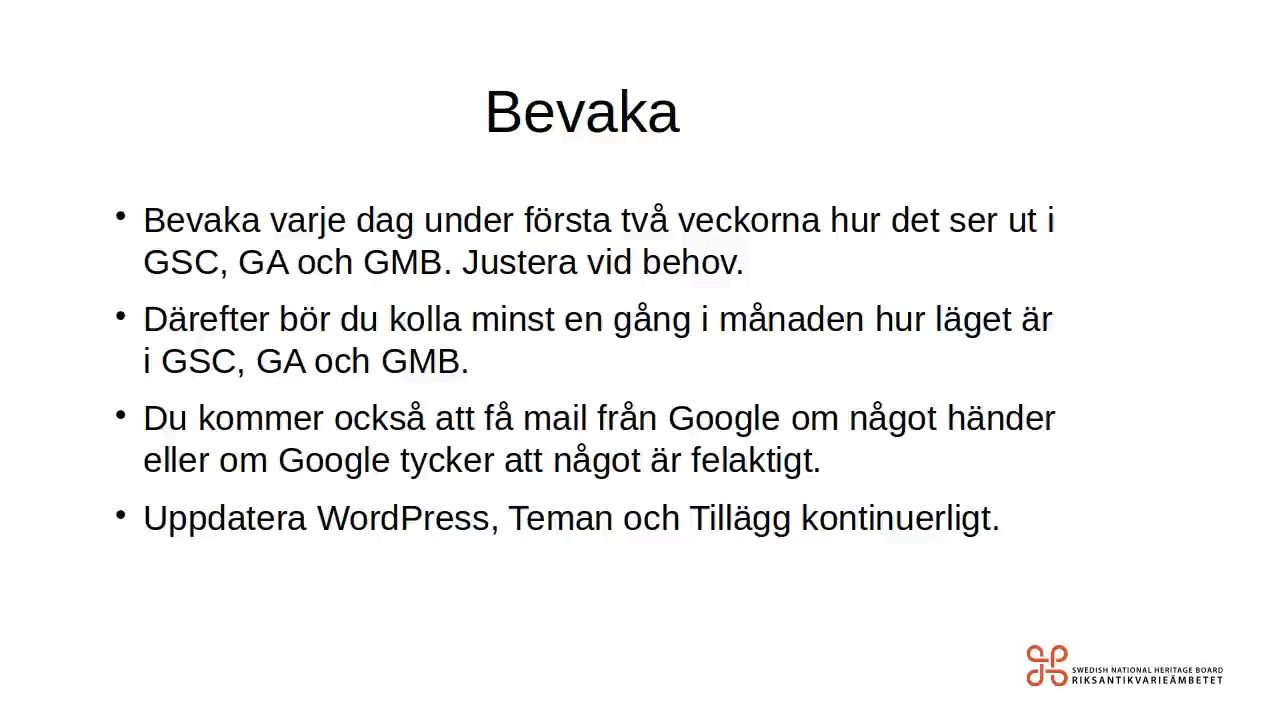 Bevaka
• Bevaka varje dag under första två veckorna hur det ser ut i
GSC, GA och GMB. Justera vid behov.
• Därefter bör du kolla minst en gång i månaden hur läget är
i GSC, GA och GMB.
• Du kommer också att få mail från Google om något händer
eller om Google tycker att något är felaktigt.
• Uppdatera WordPress, Teman och Tillägg kontinuerligt.
SWEDISH NATIONAL HERITAGE BOARD
RIKSANTIKVARIEÄMBETET